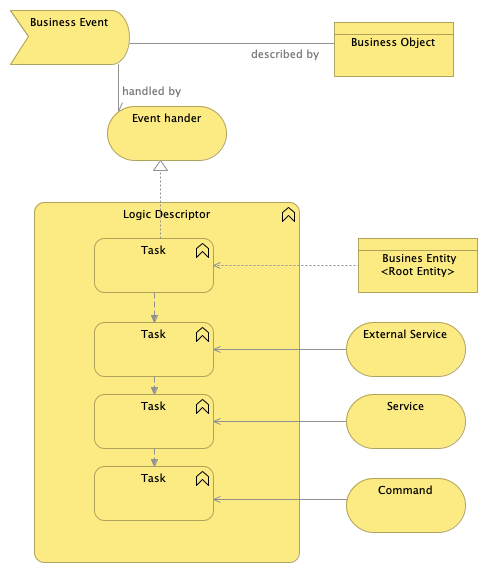 Business Event
Business Object
described by
handled by
Event hander
Logic Descriptor
Task
Busines Entity
<Root Entity>
Task
External Service
Task
Service
Task
Command